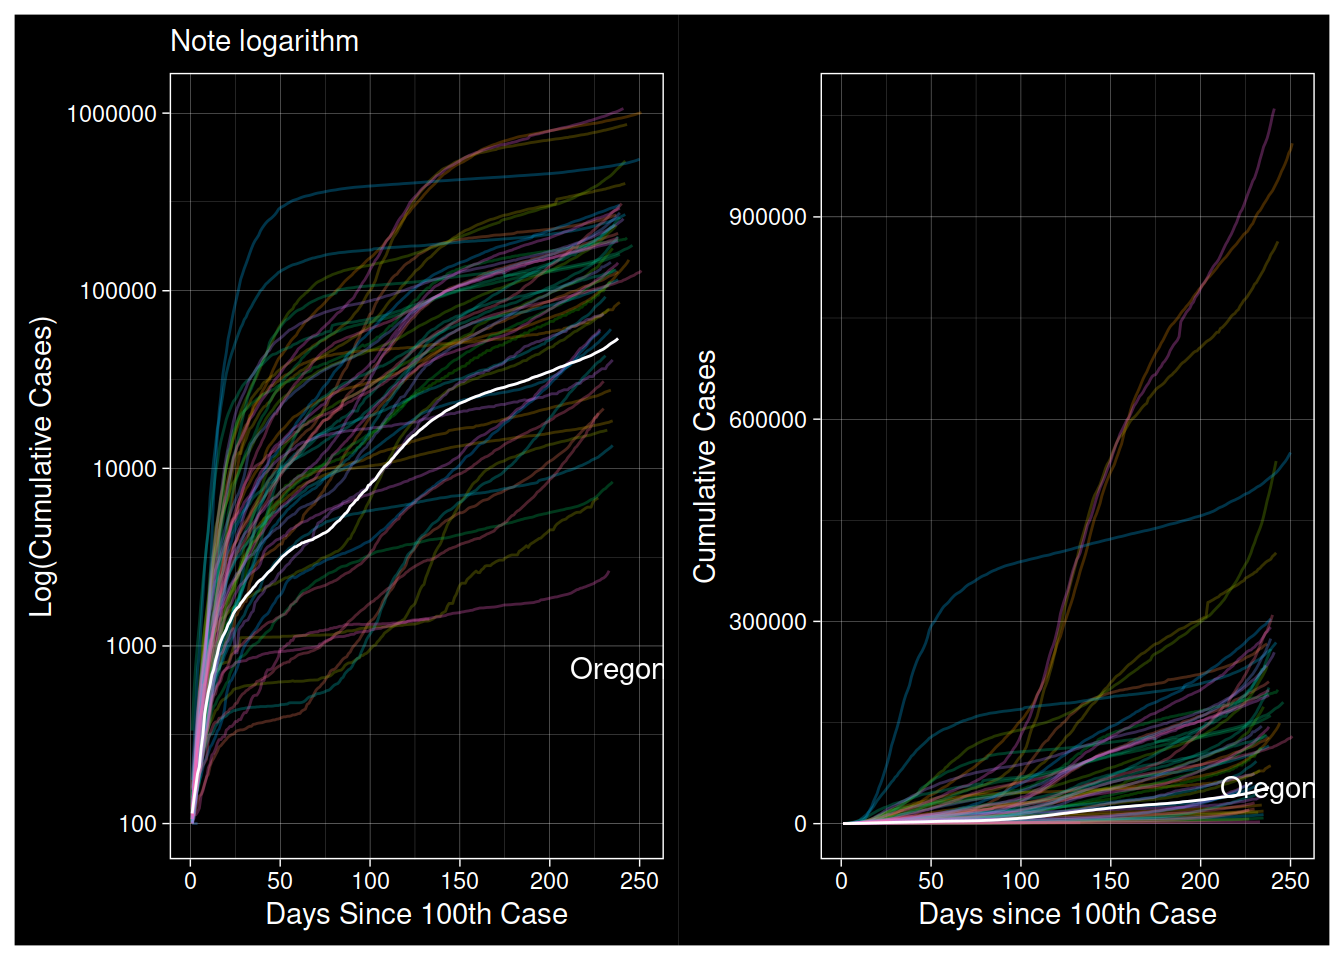 Note logarithm
Log(Cumulative Cases)
1000000
100000
10000
1000
100
Oregon
0 50 100 150 200 250
Days Since 100th Case
Cumulative Cases
900000
600000
300000
0
Oregon
0 50 100 150 200 250
Days since 100th Case